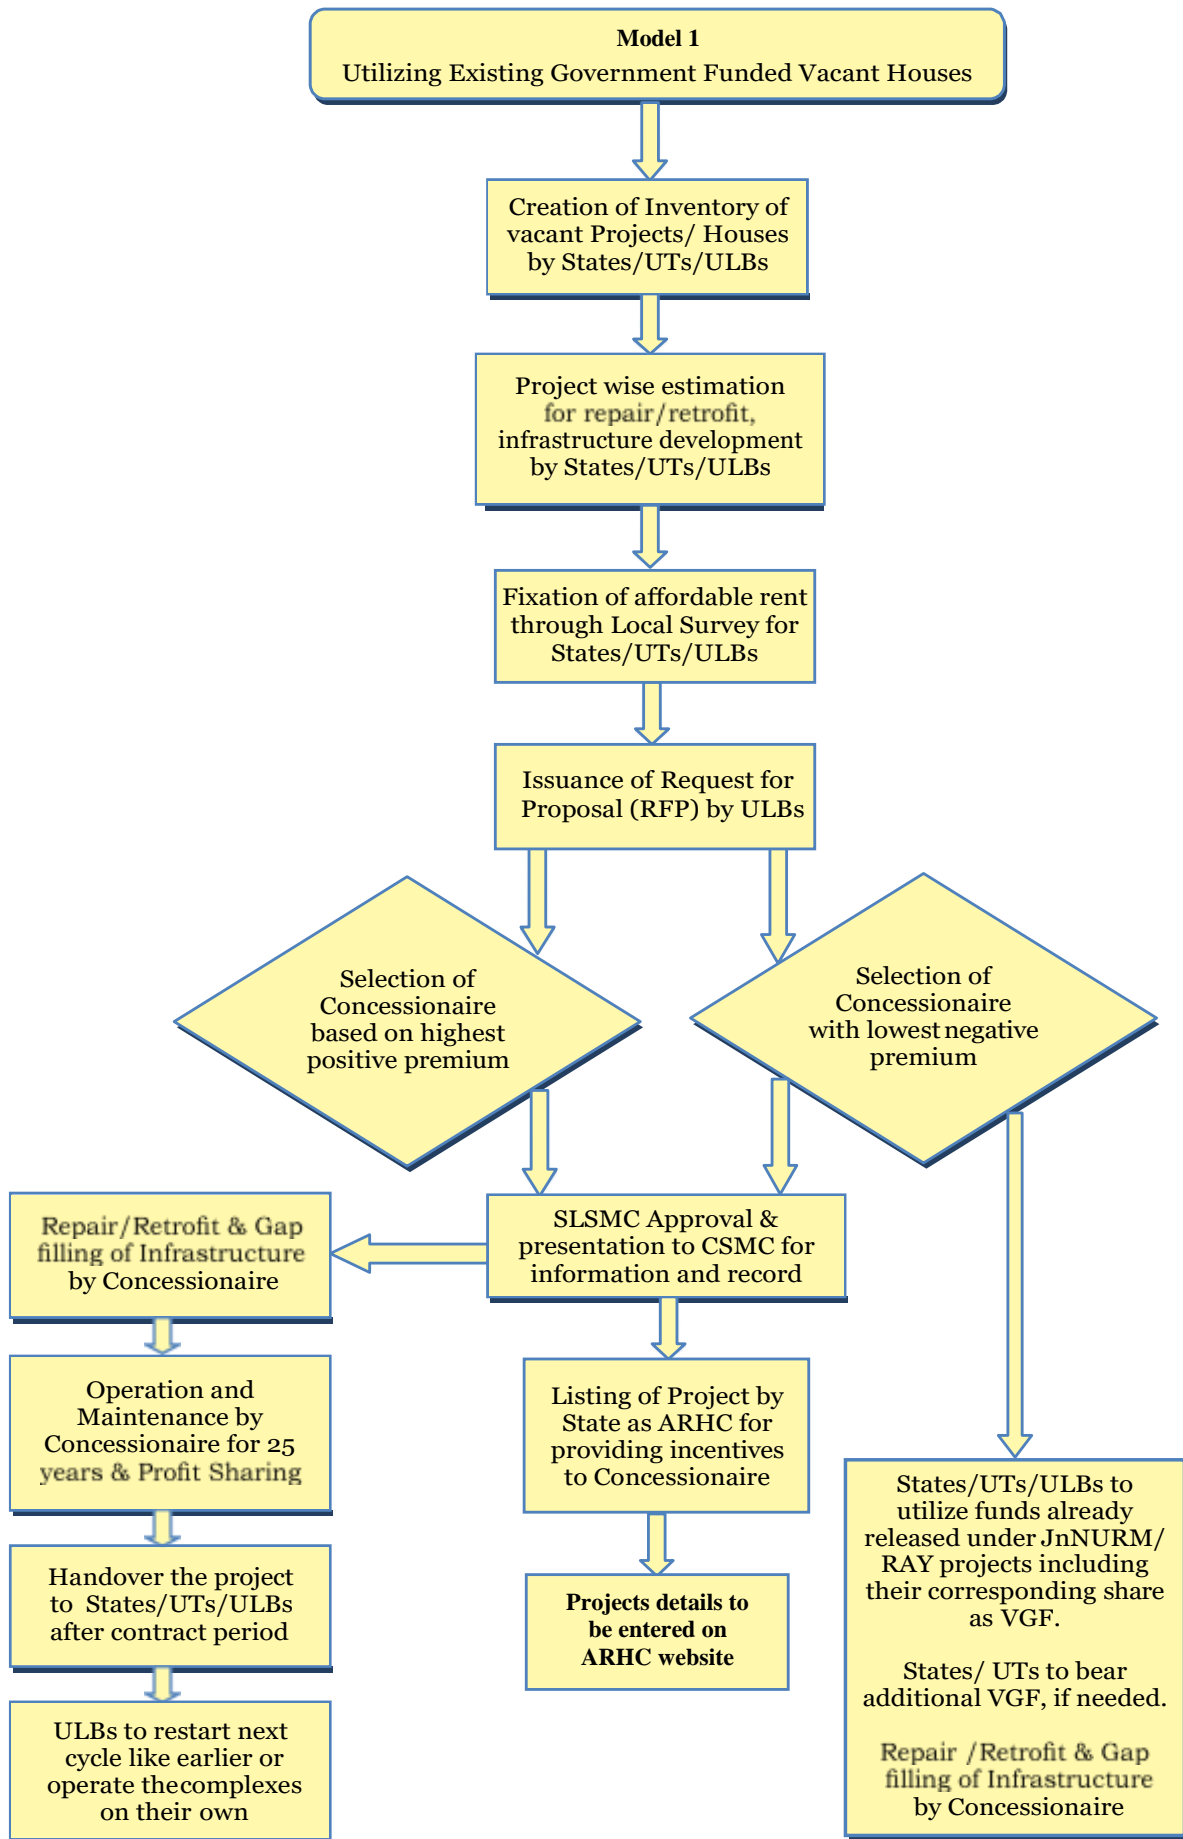 Model 1
Utilizing Existing Government Funded Vacant Houses
Creation of Inventory of
vacant Projects/ Houses
by States/UTs/ULBs
Project wise estimation
for repair/retrofit,
infrastructure development
by States/UTs/ULBs
Fixation of affordable rent
through Local Survey for
States/UTs/ULBs
Issuance of Request for
Proposal (RFP) by ULBs
Selection of
Concessionaire
based on highest
positive premium
Selection of
Concessionaire
with lowest negative
premium
SLSMC Approval &
presentation to CSMC for
information and record
Repair/Retrofit & Gap
filling of Infrastructure
by Concessionaire
Operation and
Maintenance by
Concessionaire for 25
years & Profit Sharing
Handover the project
to States/UTs/ULBs
after contract period
ULBs to restart next
cycle like earlier or
operate thecomplexes
on their own
Listing of Project by
State as ARHC for
providing incentives
to Concessionaire
Projects details to
be entered on
ARHC website
States/UTs/ULBs to
utilize funds already
released under JnNURM/
RAY projects including
their corresponding share
as VGF.
States/ UTs to bear
additional VGF, if needed.
Repair /Retrofit & Gap
filling of Infrastructure
by Concessionaire